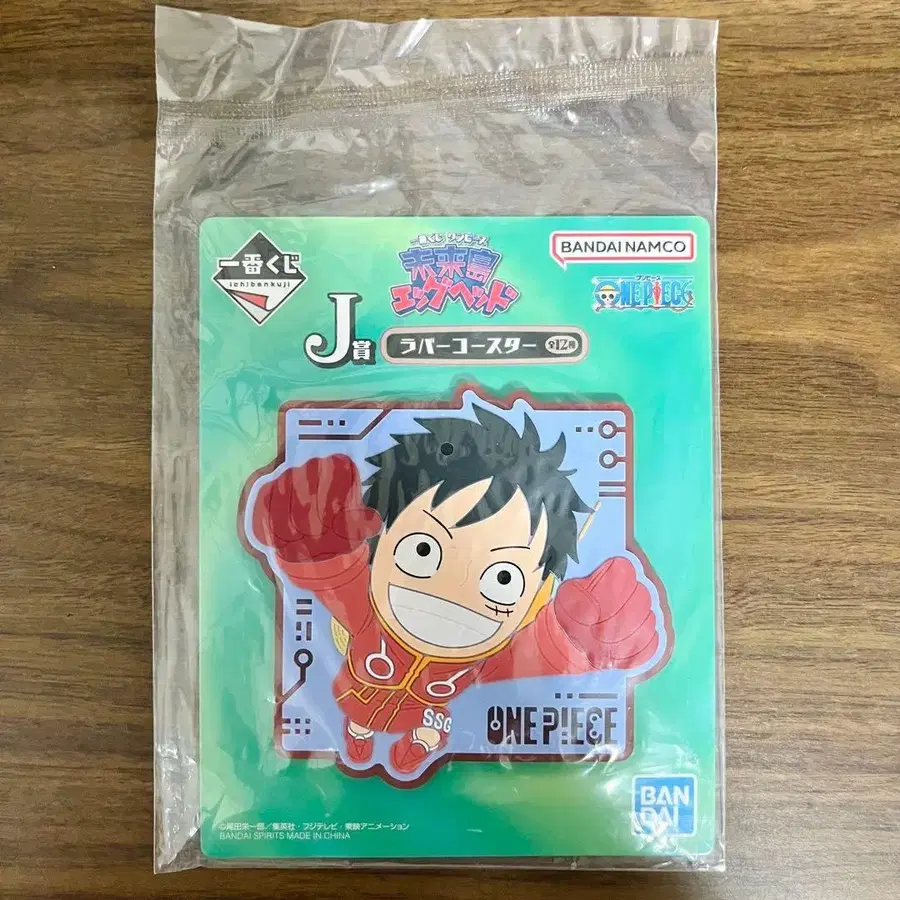 一番くじ
ichibankuji
一番くじ ワンピース
未来島
エッグヘッド
BANDAI NAMCO
ワンピース
ONE PIECE
J賞
ラバーコースター 全12種
SSG
ONE PIECE
BAN
DAI
©尾田栄一郎/集英社・フジテレビ・東映アニメーション
BANDAI SPIRITS MADE IN CHINA